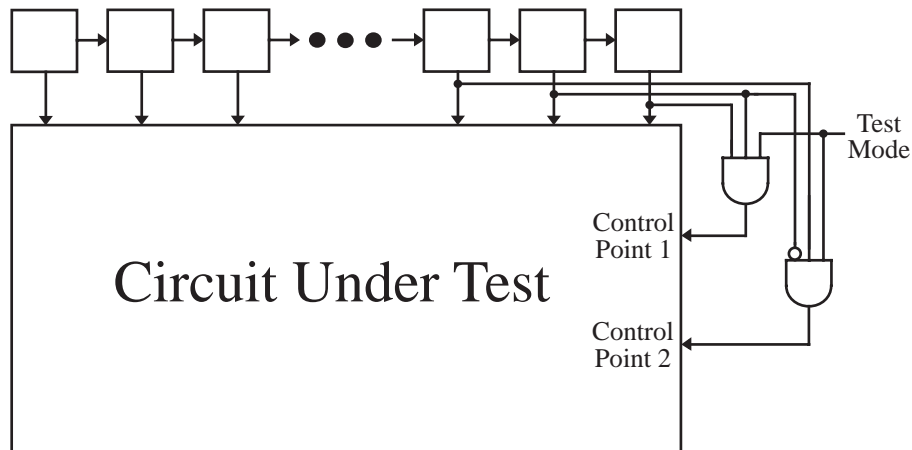 Test
Mode
Control
Point 1
Circuit Under Test
Control
Point 2